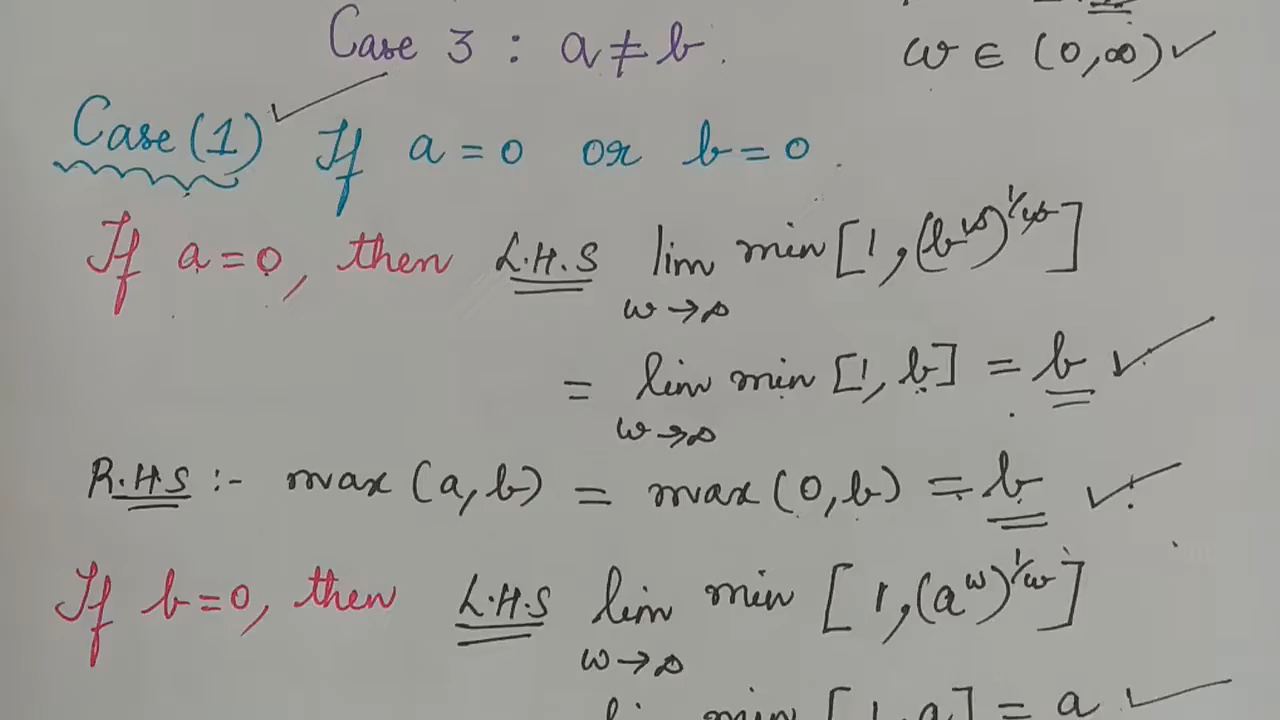 Case 3 : a ≠ b.
w ∈ (0,∞) ✓
Case (1) ✓ If a = 0 or b = 0.
If a = 0, then L.H.S lim w→∞ min [1, (b^w)^1/w]
= lim w→∞ min [1, b] = b ✓
R.H.S :- max (a, b) = max (0, b) = b ✓
If b = 0, then L.H.S lim w→∞ min [1, (a^w)^1/w]
min [1, a] = a ✓